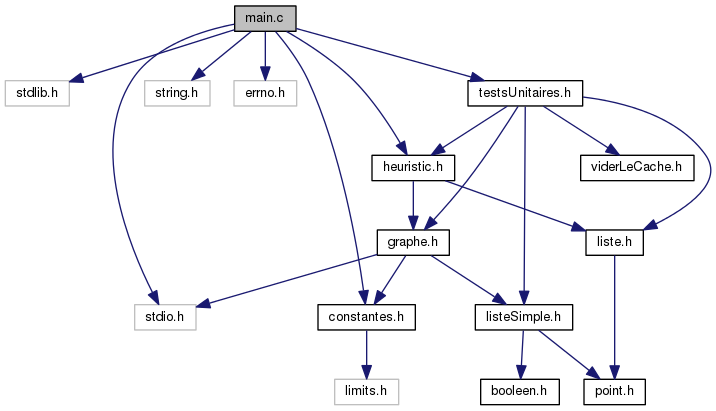 main.c
stdlib.h
string.h
errno.h
testsUnitaires.h
heuristic.h
viderLeCache.h
graphe.h
liste.h
stdio.h
constantes.h
listeSimple.h
limits.h
booleen.h
point.h